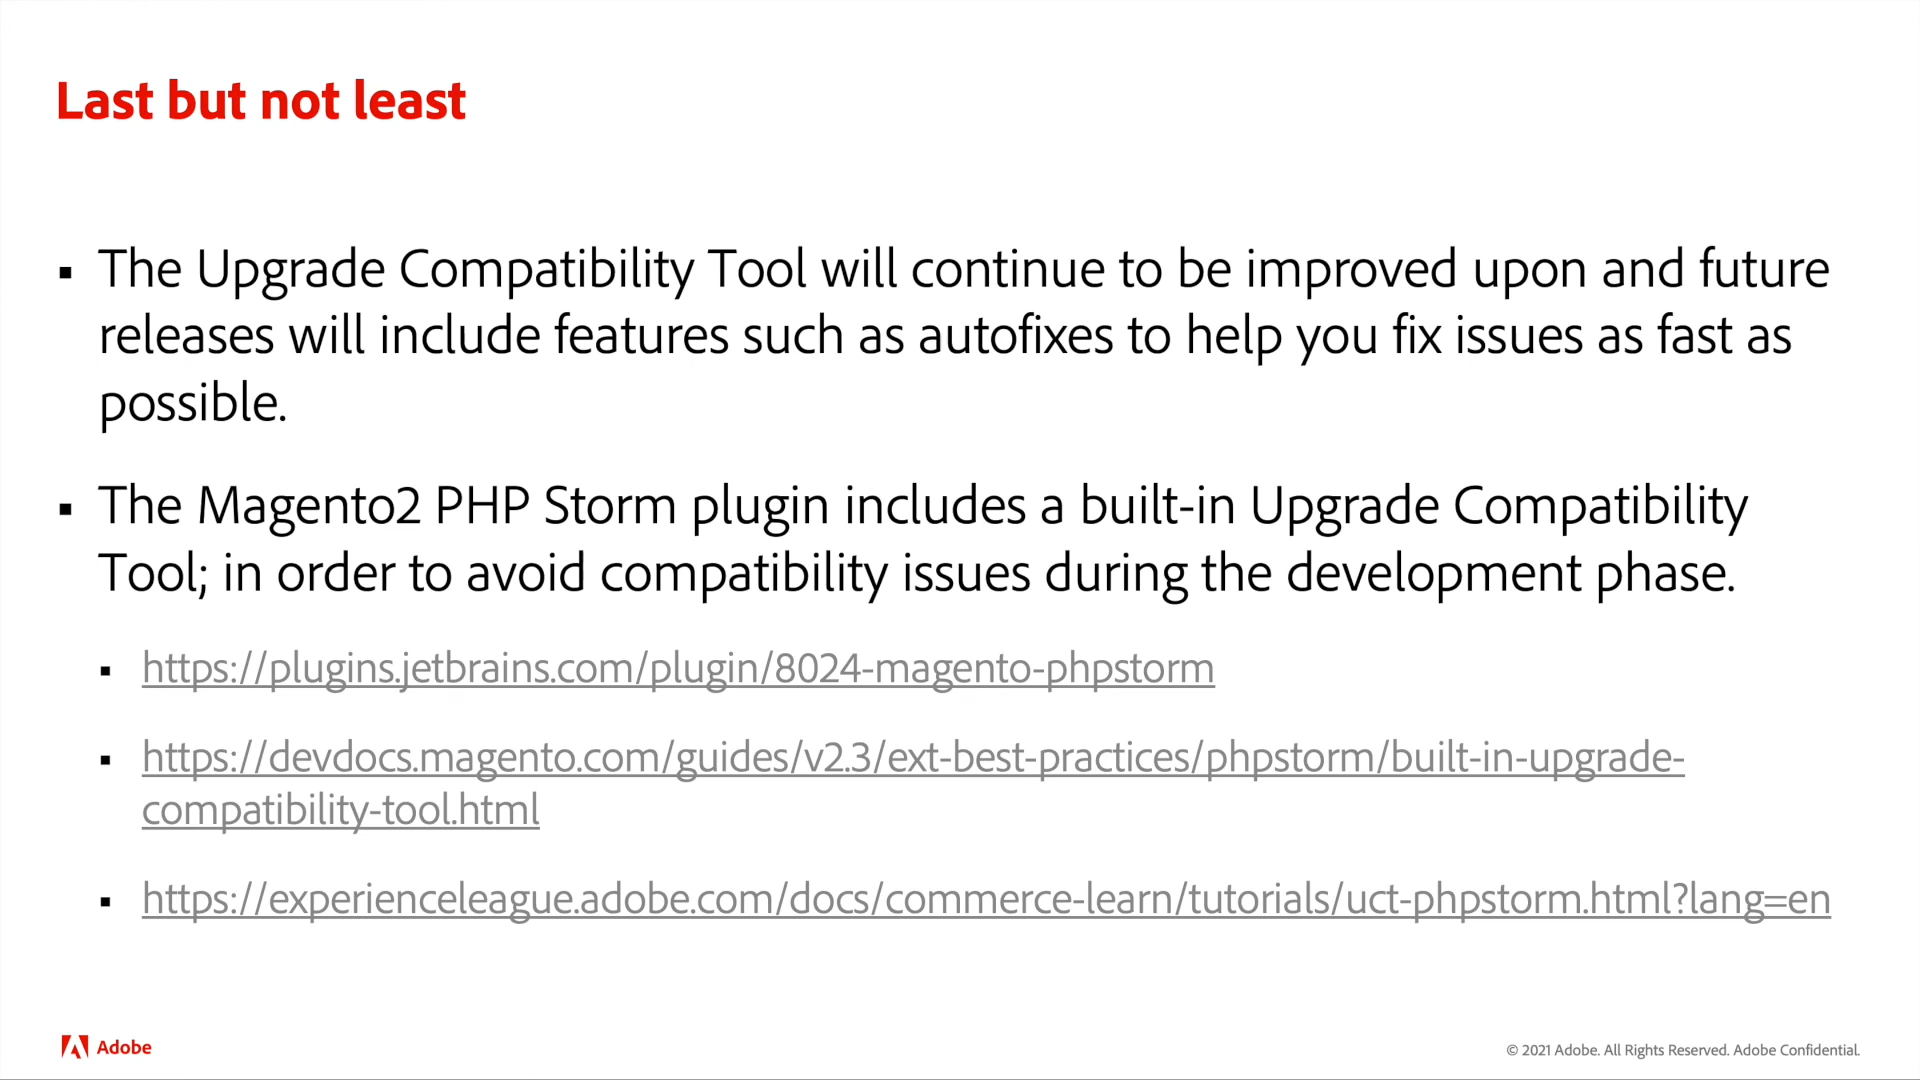 Last but not least
▪ The Upgrade Compatibility Tool will continue to be improved upon and future
releases will include features such as autofixes to help you fix issues as fast as
possible.
▪ The Magento2 PHP Storm plugin includes a built-in Upgrade Compatibility
Tool; in order to avoid compatibility issues during the development phase.
▪ https://plugins.jetbrains.com/plugin/8024-magento-phpstorm
▪ https://devdocs.magento.com/guides/v2.3/ext-best-practices/phpstorm/built-in-upgrade-
compatibility-tool.html
▪ https://experienceleague.adobe.com/docs/commerce-learn/tutorials/uct-phpstorm.html?lang=en
Adobe
© 2021 Adobe. All Rights Reserved. Adobe Confidential.